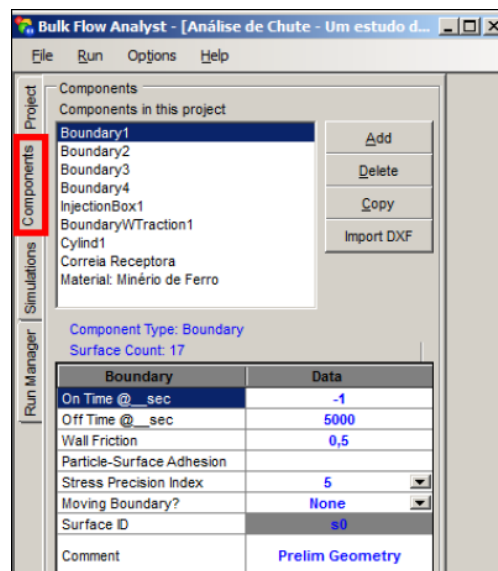 Bulk Flow Analyst - [Análise de Chute - Um estudo d...
File Run Options Help
Project
Components
Simulations
Run Manager
Components
Components in this project
Boundary1
Boundary2
Boundary3
Boundary4
InjectionBox1
BoundaryWTraction1
Cylind1
Correia Receptora
Material: Minério de Ferro
Add
Delete
Copy
Import DXF
Component Type: Boundary
Surface Count: 17
Boundary Data
On Time @__sec -1
Off Time @__sec 5000
Wall Friction 0,5
Particle-Surface Adhesion
Stress Precision Index 5
Moving Boundary? None
Surface ID s0
Comment Prelim Geometry